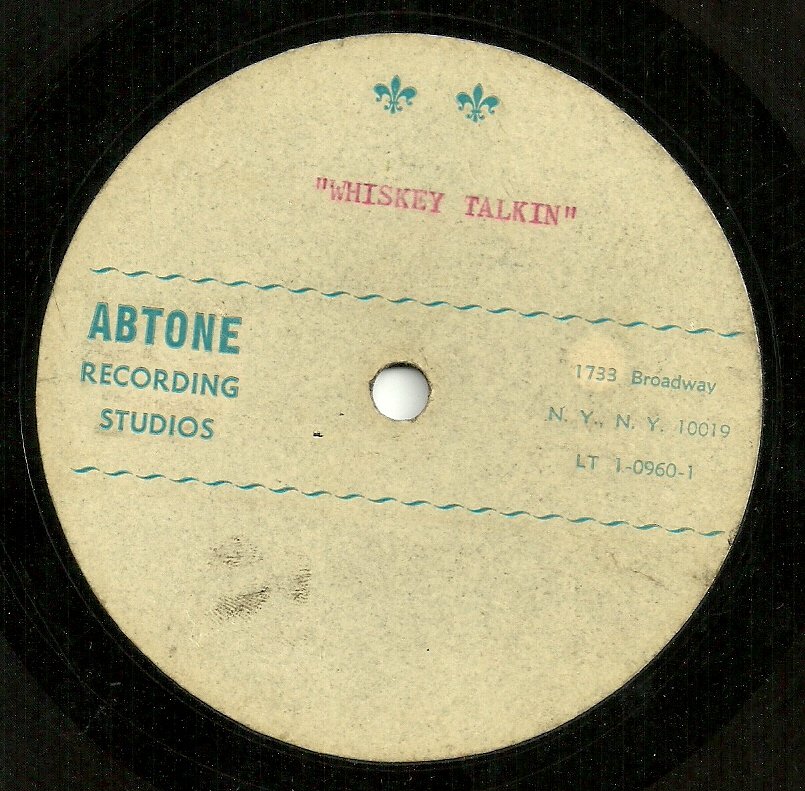 "WHISKEY TALKIN"
ABTONE
RECORDING
STUDIOS
1733 Broadway
N. Y., N. Y. 10019
LT 1-0960-1